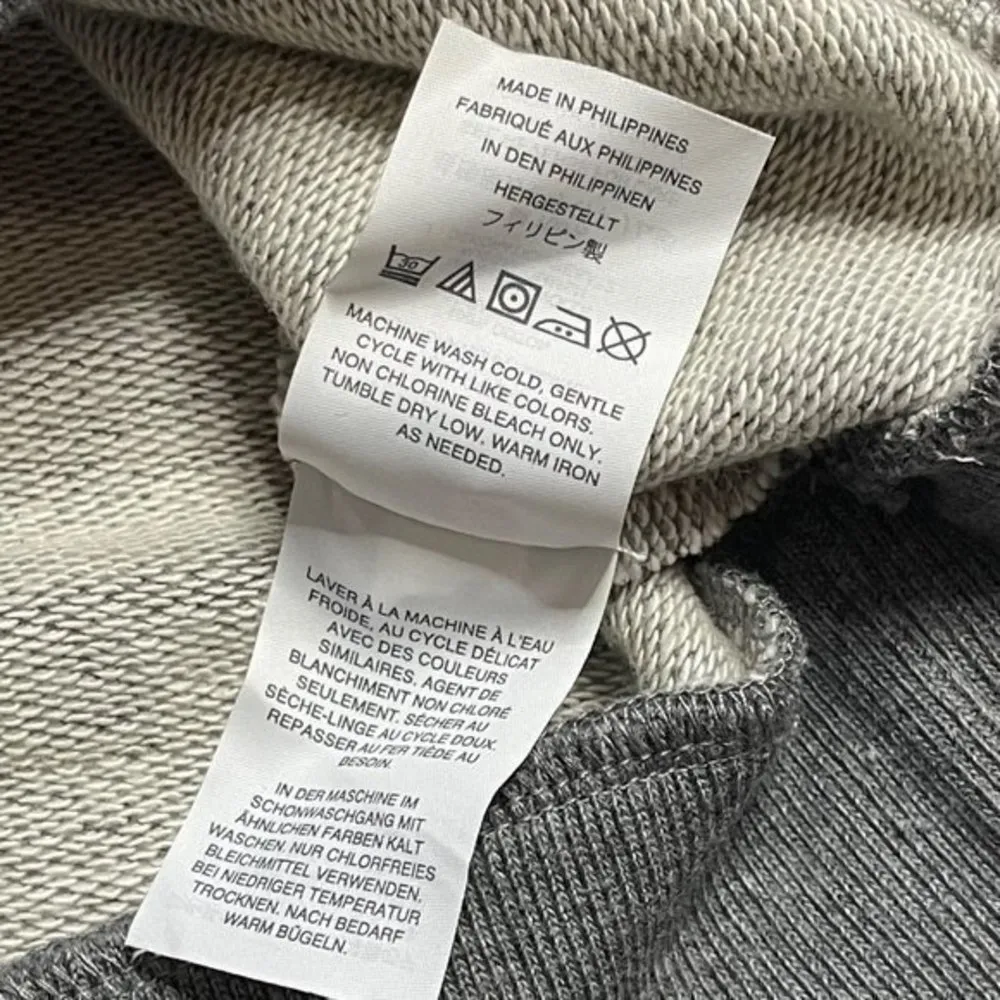 MADE IN PHILIPPINES
FABRIQUÉ AUX PHILIPPINES
IN DEN PHILIPPINEN
HERGESTELLT
フィリピン製
30
MACHINE WASH COLD, GENTLE
CYCLE WITH LIKE COLORS.
NON CHLORINE BLEACH ONLY.
TUMBLE DRY LOW. WARM IRON
AS NEEDED.
LAVER À LA MACHINE À L'EAU
FROIDE, AU CYCLE DÉLICAT
AVEC DES COULEURS
SIMILAIRES. AGENT DE
BLANCHIMENT NON CHLORÉ
SEULEMENT. SÉCHER AU
SÈCHE-LINGE AU CYCLE DOUX.
REPASSER AU FER TIÈDE AU
BESOIN.
IN DER MASCHINE IM
SCHONWASCHGANG MIT
ÄHNLICHEN FARBEN KALT
WASCHEN. NUR CHLORFREIES
BLEICHMITTEL VERWENDEN.
BEI NIEDRIGER TEMPERATUR
TROCKNEN. NACH BEDARF
WARM BÜGELN.